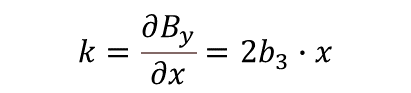 k = ∂B_y/∂x = 2b_3 · x